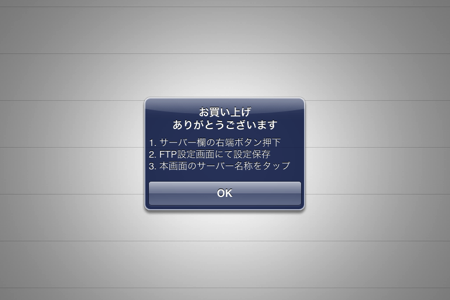 お買い上げ
ありがとうございます
1. サーバー欄の右端ボタン押下
2. FTP設定画面にて設定保存
3. 本画面のサーバー名称をタップ
OK